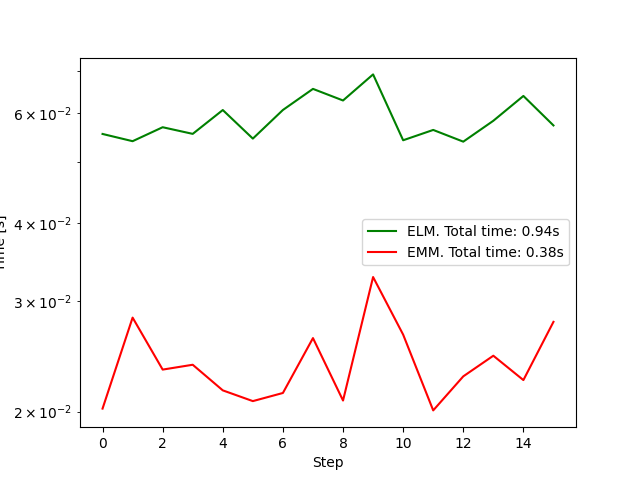 6 × 10⁻²
4 × 10⁻²
3 × 10⁻²
2 × 10⁻²
Time [s]
ELM. Total time: 0.94s
EMM. Total time: 0.38s
0 2 4 6 8 10 12 14
Step